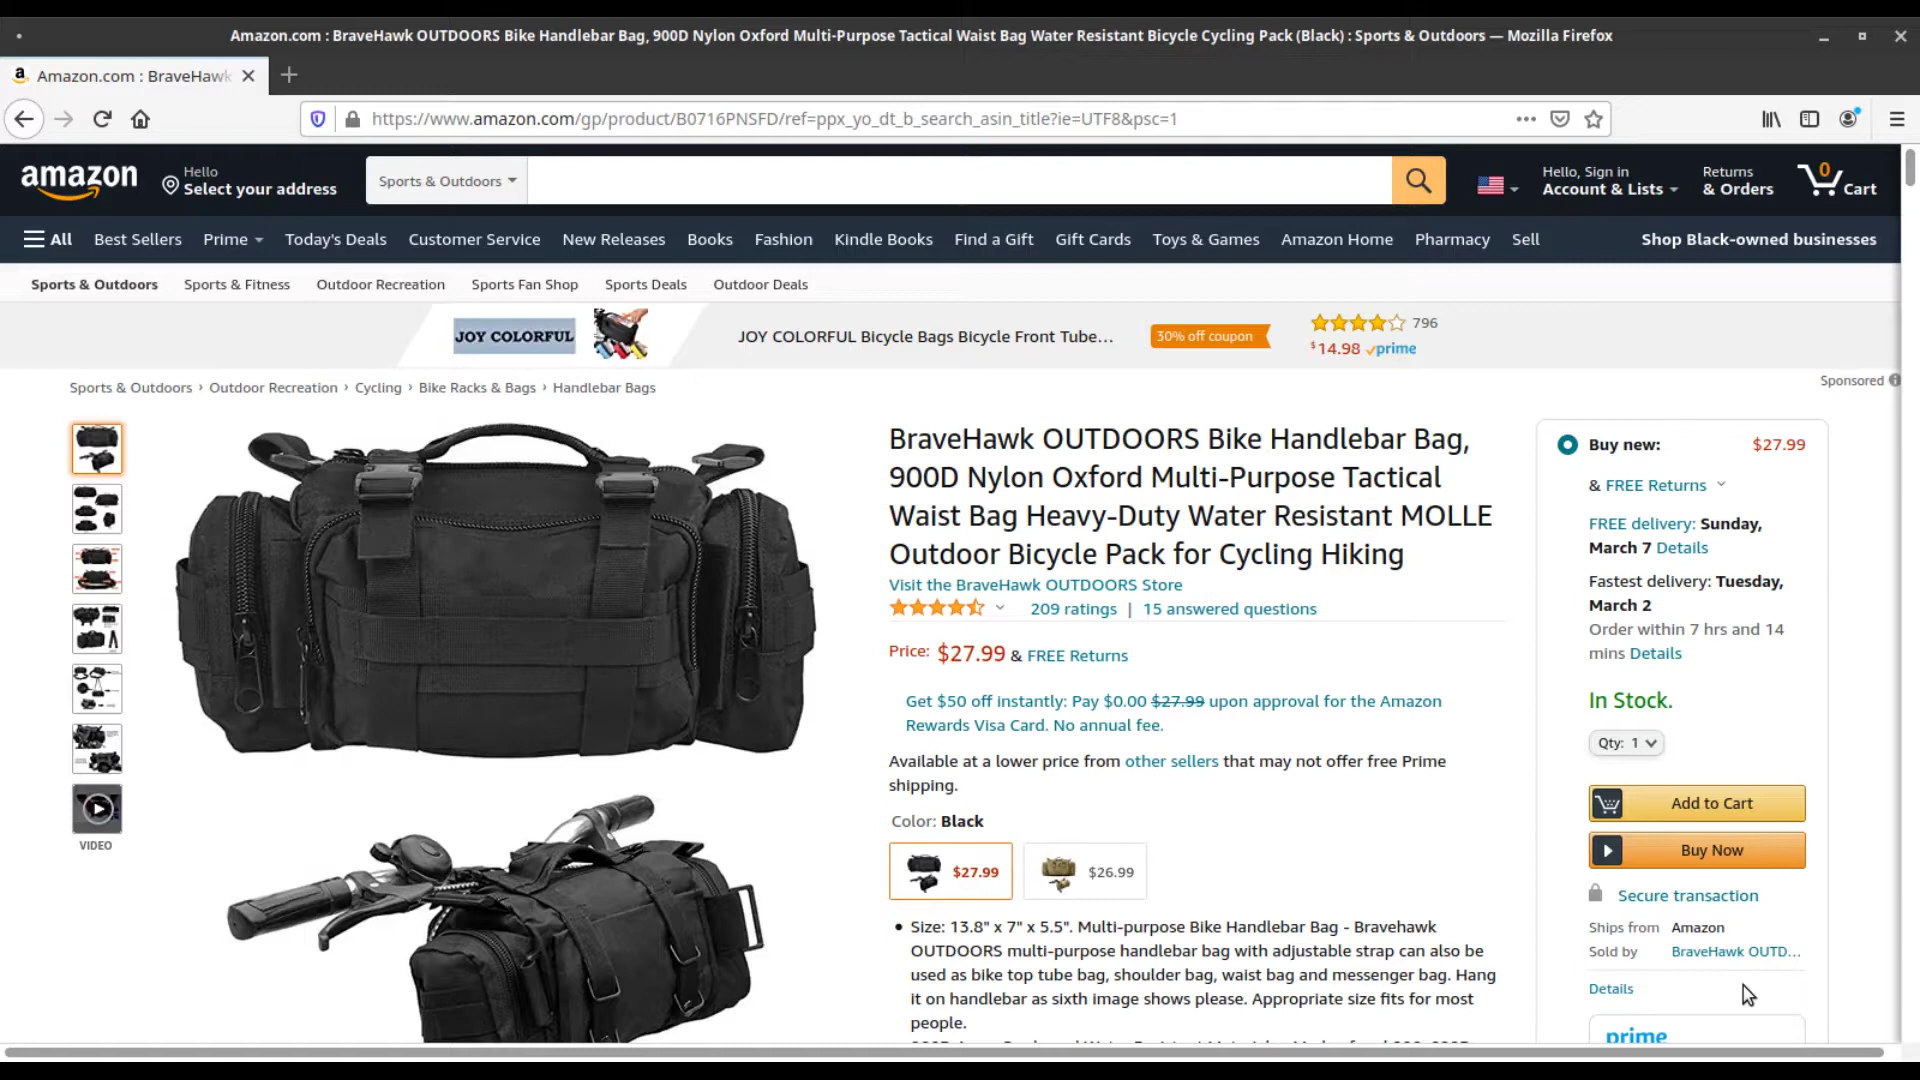 Amazon.com : BraveHawk OUTDOORS Bike Handlebar Bag, 900D Nylon Oxford Multi-Purpose Tactical Waist Bag Water Resistant Bicycle Cycling Pack (Black) : Sports & Outdoors — Mozilla Firefox
Amazon.com : BraveHawk
https://www.amazon.com/gp/product/B0716PNSFD/ref=ppx_yo_dt_b_search_asin_title?ie=UTF8&psc=1
amazon
Hello
Select your address
Sports & Outdoors
Hello, Sign in
Account & Lists
Returns
& Orders
0
Cart
All Best Sellers Prime Today's Deals Customer Service New Releases Books Fashion Kindle Books Find a Gift Gift Cards Toys & Games Amazon Home Pharmacy Sell Shop Black-owned businesses
Sports & Outdoors Sports & Fitness Outdoor Recreation Sports Fan Shop Sports Deals Outdoor Deals
JOY COLORFUL
JOY COLORFUL Bicycle Bags Bicycle Front Tube...
30% off coupon
796
$14.98 prime
Sponsored
Sports & Outdoors › Outdoor Recreation › Cycling › Bike Racks & Bags › Handlebar Bags
VIDEO
BraveHawk OUTDOORS Bike Handlebar Bag,
900D Nylon Oxford Multi-Purpose Tactical
Waist Bag Heavy-Duty Water Resistant MOLLE
Outdoor Bicycle Pack for Cycling Hiking
Visit the BraveHawk OUTDOORS Store
209 ratings | 15 answered questions
Price: $27.99 & FREE Returns
Get $50 off instantly: Pay $0.00 $27.99 upon approval for the Amazon
Rewards Visa Card. No annual fee.
Available at a lower price from other sellers that may not offer free Prime
shipping.
Color: Black
$27.99
$26.99
• Size: 13.8" x 7" x 5.5". Multi-purpose Bike Handlebar Bag - Bravehawk
OUTDOORS multi-purpose handlebar bag with adjustable strap can also be
used as bike top tube bag, shoulder bag, waist bag and messenger bag. Hang
it on handlebar as sixth image shows please. Appropriate size fits for most
people.
Buy new: $27.99
& FREE Returns
FREE delivery: Sunday,
March 7 Details
Fastest delivery: Tuesday,
March 2
Order within 7 hrs and 14
mins Details
In Stock.
Qty: 1
Add to Cart
Buy Now
Secure transaction
Ships from Amazon
Sold by BraveHawk OUTD...
Details
prime